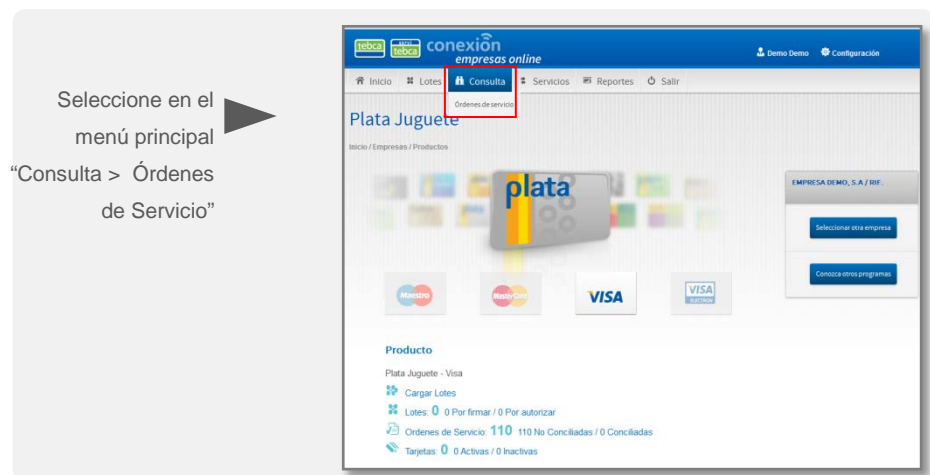 Seleccione en el
menú principal
“Consulta > Órdenes
de Servicio”
tebca
tebca
conexión
empresas online
Demo Demo
Configuración
Inicio
Lotes
Consulta
Servicios
Reportes
Salir
Órdenes de servicio
Plata Juguete
Inicio / Empresas / Productos
plata
EMPRESA DEMO, S.A / RIF.
Seleccionar otra empresa
Conozca otros programas
Maestro
MasterCard
VISA
VISA
ELECTRON
Producto
Plata Juguete - Visa
Cargar Lotes
Lotes: 0 0 Por firmar / 0 Por autorizar
Ordenes de Servicio: 110 110 No Conciliadas / 0 Conciliadas
Tarjetas: 0 0 Activas / 0 Inactivas